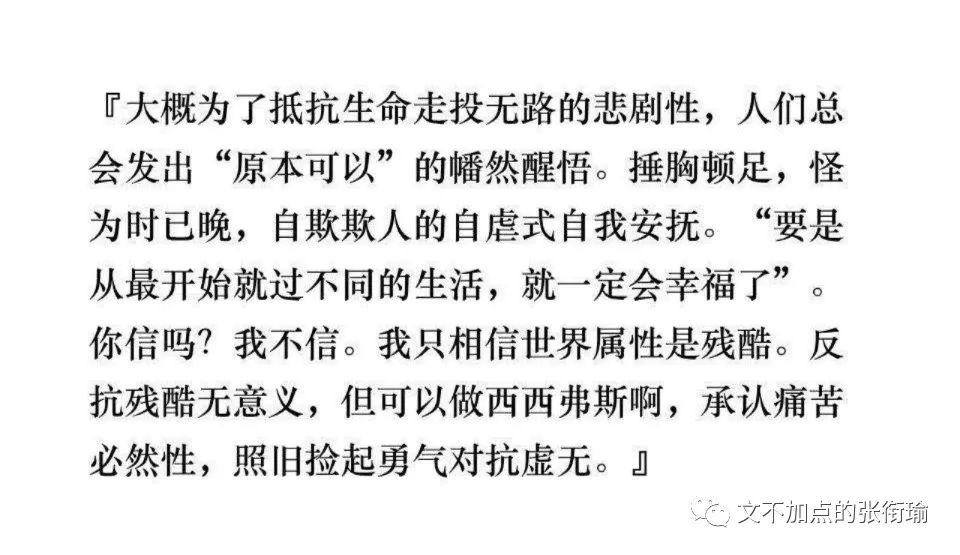 『大概为了抵抗生命走投无路的悲剧性，人们总
会发出“原本可以”的幡然醒悟。捶胸顿足，怪
为时已晚，自欺欺人的自虐式自我安抚。“要是
从最开始就过不同的生活，就一定会幸福了”。
你信吗？我不信。我只相信世界属性是残酷。反
抗残酷无意义，但可以做西西弗斯啊，承认痛苦
必然性，照旧捡起勇气对抗虚无。』
文不加点的张衔瑜